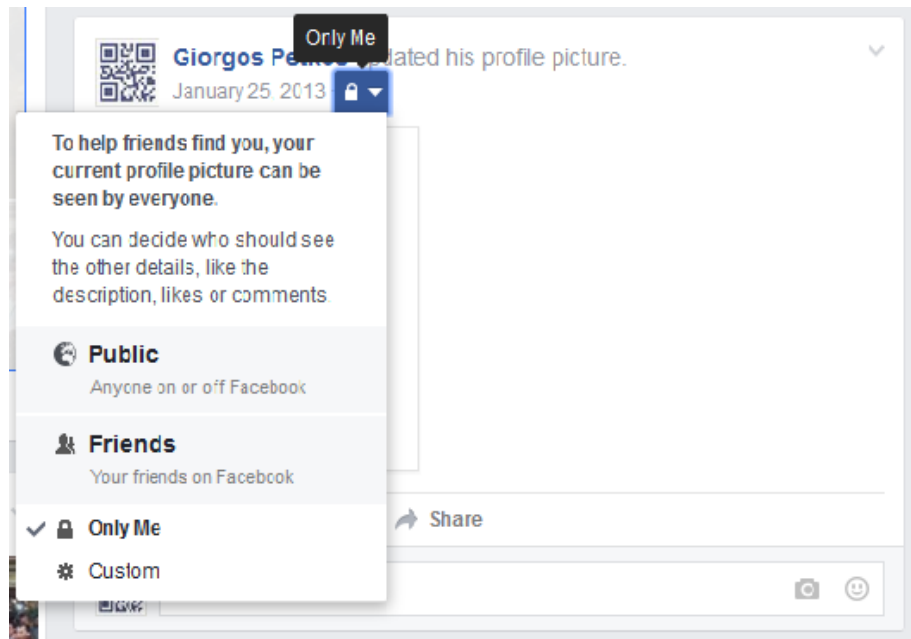 Only Me
Giorgos Pe dated his profile picture.
January 25, 2013
To help friends find you, your
current profile picture can be
seen by everyone.
You can decide who should see
the other details, like the
description, likes or comments.
Public
Anyone on or off Facebook
Friends
Your friends on Facebook
Only Me
Custom
Share